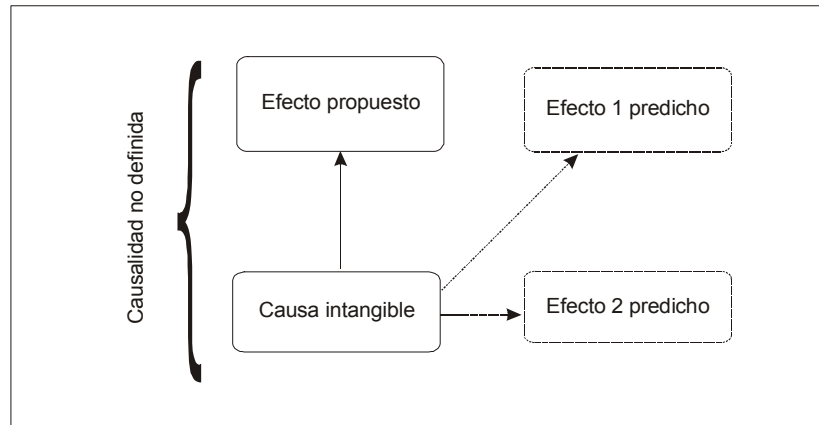 Causalidad no definida
Efecto propuesto
Efecto 1 predicho
Causa intangible
Efecto 2 predicho